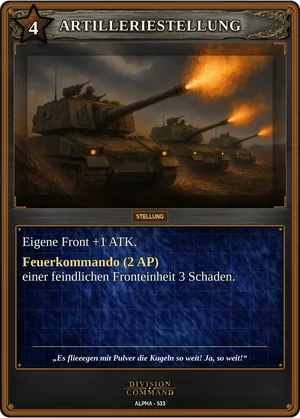 4
ARTILLERIESTELLUNG
STELLUNG
Eigene Front +1 ATK.
Feuerkommando (2 AP)
einer feindlichen Fronteinheit 3 Schaden.
„Es flieeegen mit Pulver die Kugeln so weit! Ja, so weit!“
DIVISION
COMMAND
ALPHA - 533